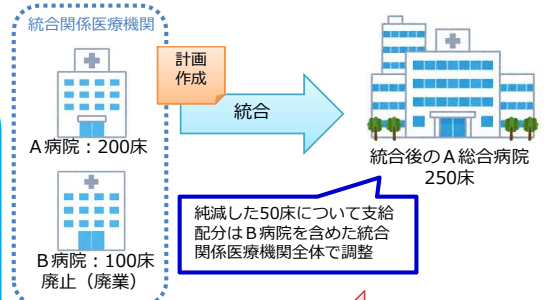 統合関係医療機関
計画
作成
統合
A病院：200床
B病院：100床
廃止（廃業）
統合後のA総合病院
250床
純減した50床について支給
配分はB病院を含めた統合
関係医療機関全体で調整